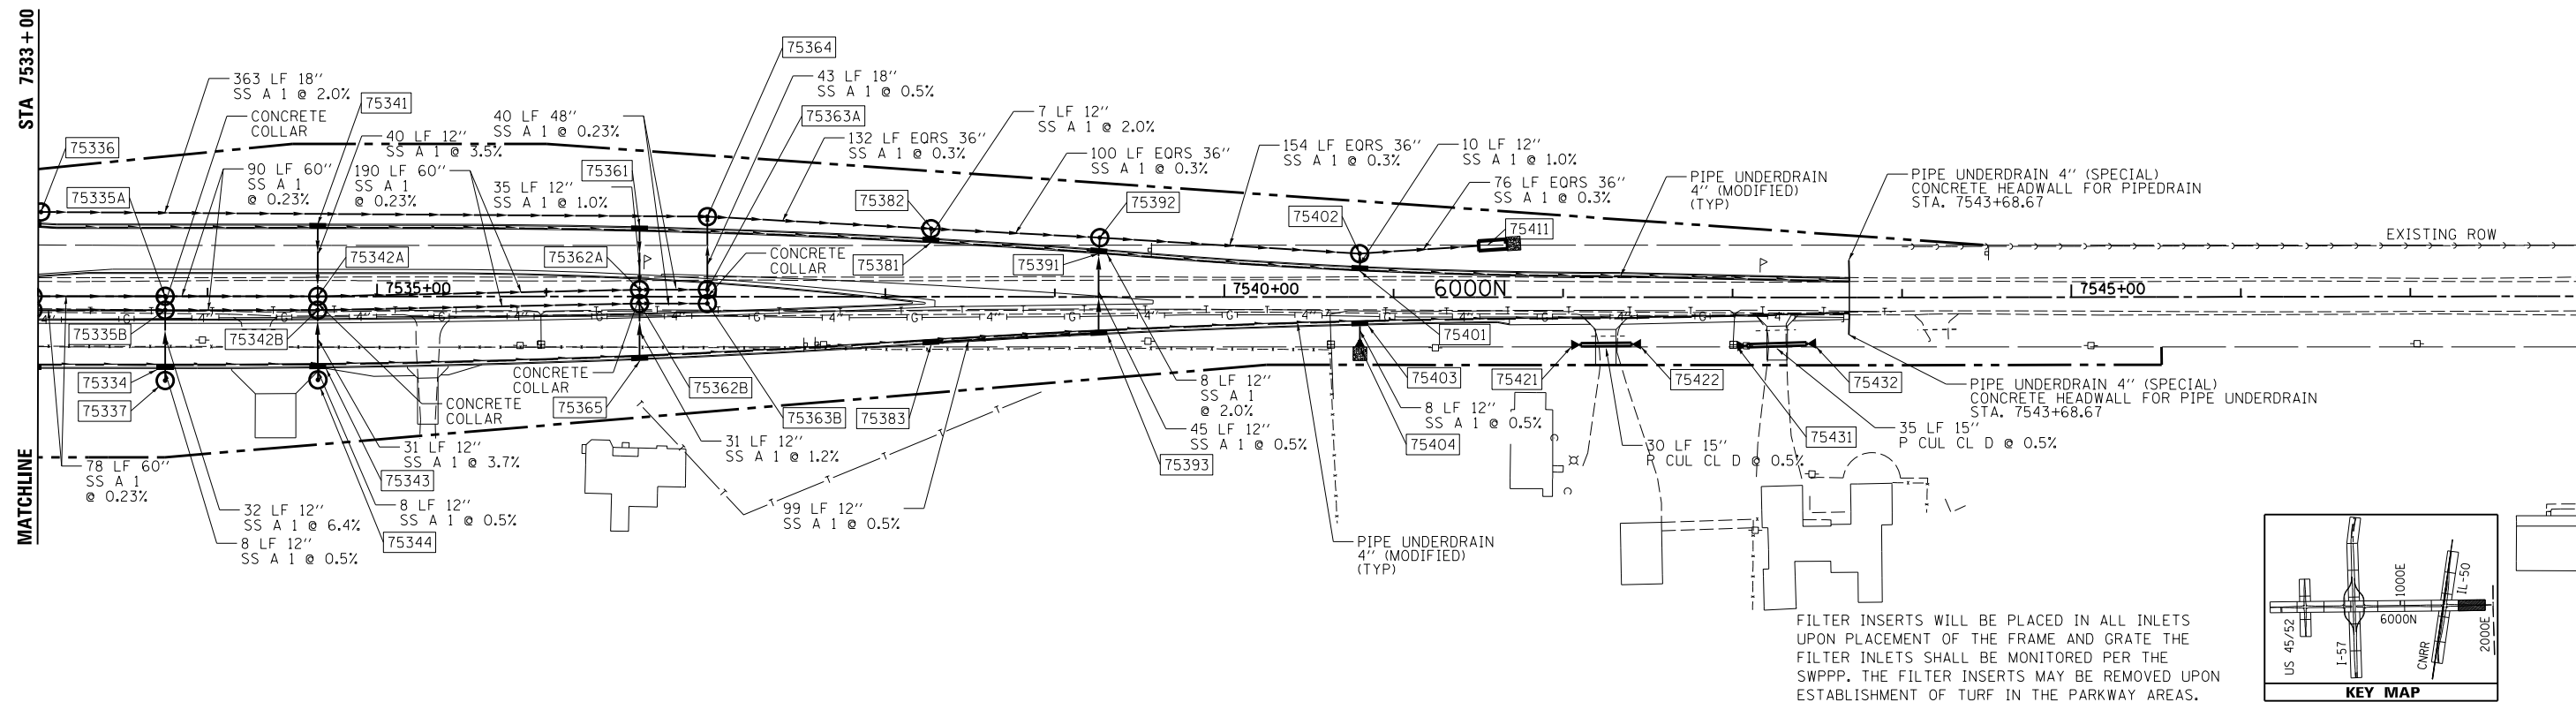 STA 7533+00
MATCHLINE
75336
363 LF 18"
SS A 1 @ 2.0%
CONCRETE
COLLAR
75335A
90 LF 60"
SS A 1
@ 0.23%
75341
40 LF 12"
SS A 1 @ 3.5%
190 LF 60"
SS A 1
@ 0.23%
40 LF 48"
SS A 1 @ 0.23%
75361
35 LF 12"
SS A 1 @ 1.0%
75364
43 LF 18"
SS A 1 @ 0.5%
75363A
132 LF EQRS 36"
SS A 1 @ 0.3%
75382
7 LF 12"
SS A 1 @ 2.0%
100 LF EQRS 36"
SS A 1 @ 0.3%
75392
154 LF EQRS 36"
SS A 1 @ 0.3%
75402
10 LF 12"
SS A 1 @ 1.0%
76 LF EQRS 36"
SS A 1 @ 0.3%
75411
PIPE UNDERDRAIN
4" (MODIFIED)
(TYP)
PIPE UNDERDRAIN 4" (SPECIAL)
CONCRETE HEADWALL FOR PIPEDRAIN
STA. 7543+68.67
EXISTING ROW
75342A
75362A
CONCRETE
COLLAR
75381
75391
7535+00
7540+00
6000N
7545+00
75335B
75342B
75334
75337
CONCRETE
COLLAR
CONCRETE
COLLAR
75365
75362B
75363B
75383
75401
75403
75404
75393
75421
75422
75432
75431
8 LF 12"
SS A 1
@ 2.0%
45 LF 12"
SS A 1 @ 0.5%
8 LF 12"
SS A 1 @ 0.5%
30 LF 15"
P CUL CL D @ 0.5%
35 LF 15"
P CUL CL D @ 0.5%
PIPE UNDERDRAIN 4" (SPECIAL)
CONCRETE HEADWALL FOR PIPE UNDERDRAIN
STA. 7543+68.67
78 LF 60"
SS A 1
@ 0.23%
31 LF 12"
SS A 1 @ 3.7%
75343
32 LF 12"
SS A 1 @ 6.4%
8 LF 12"
SS A 1 @ 0.5%
8 LF 12"
SS A 1 @ 0.5%
75344
31 LF 12"
SS A 1 @ 1.2%
99 LF 12"
SS A 1 @ 0.5%
PIPE UNDERDRAIN
4" (MODIFIED)
(TYP)
FILTER INSERTS WILL BE PLACED IN ALL INLETS
UPON PLACEMENT OF THE FRAME AND GRATE THE
FILTER INLETS SHALL BE MONITORED PER THE
SWPPP. THE FILTER INSERTS MAY BE REMOVED UPON
ESTABLISHMENT OF TURF IN THE PARKWAY AREAS.
US 45/52
I-57
1000E
6000N
CNRR
IL-50
2000E
KEY MAP